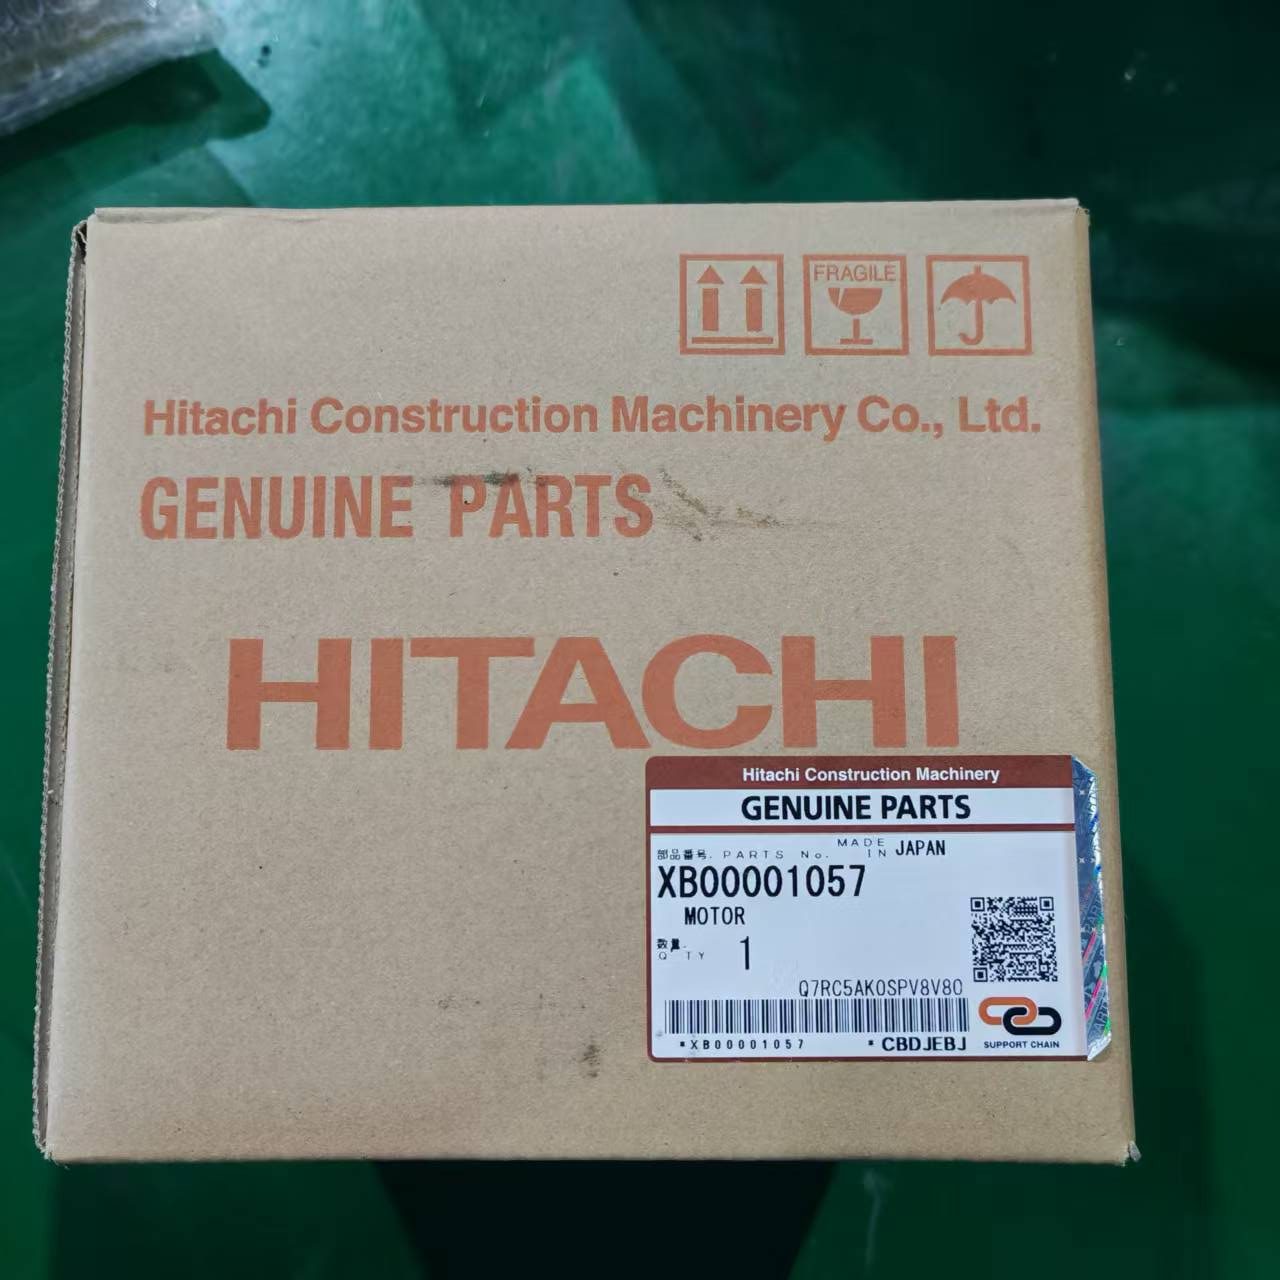 FRAGILE
Hitachi Construction Machinery Co., Ltd.
GENUINE PARTS
HITACHI
Hitachi Construction Machinery
GENUINE PARTS
部品番号. PARTS No. MADE IN JAPAN
XB00001057
MOTOR
数量.
Q'TY 1
Q7RC5AK0SPV8V80
*XB00001057 * CBDJEBJ
SUPPORT CHAIN